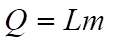 Q = Lm